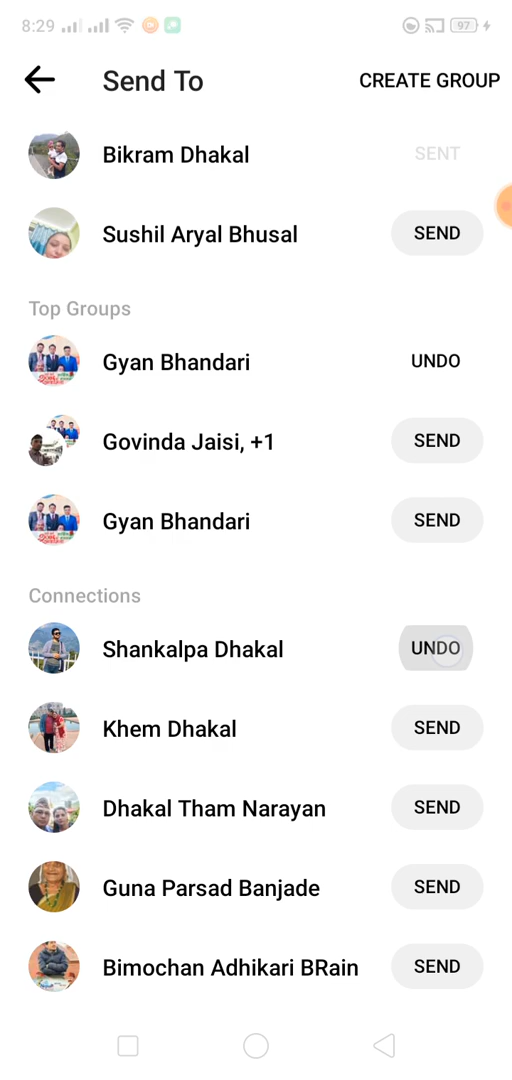 8:29
97
Send To
CREATE GROUP
Bikram Dhakal
SENT
Sushil Aryal Bhusal
SEND
Top Groups
Gyan Bhandari
UNDO
Govinda Jaisi, +1
SEND
Gyan Bhandari
SEND
Connections
Shankalpa Dhakal
UNDO
Khem Dhakal
SEND
Dhakal Tham Narayan
SEND
Guna Parsad Banjade
SEND
Bimochan Adhikari BRain
SEND